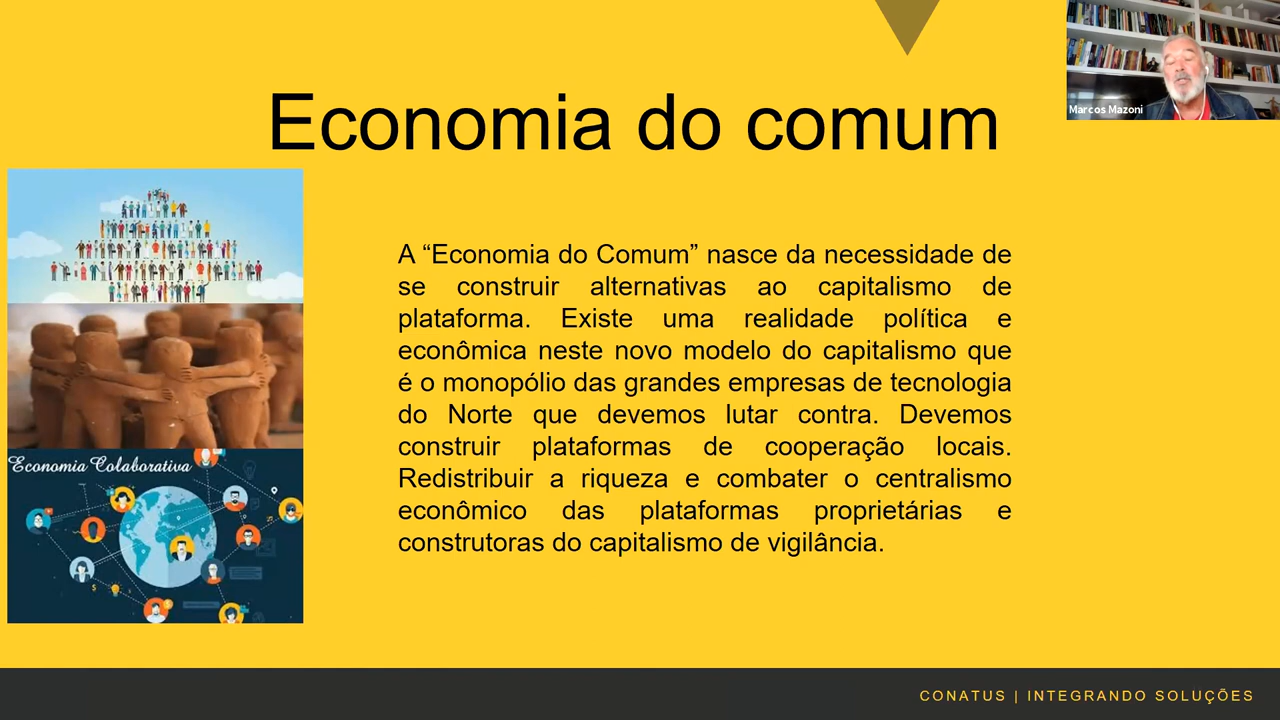 Marcos Mazoni
Economia do comum
A “Economia do Comum” nasce da necessidade de
se construir alternativas ao capitalismo de
plataforma. Existe uma realidade política e
econômica neste novo modelo do capitalismo que
é o monopólio das grandes empresas de tecnologia
do Norte que devemos lutar contra. Devemos
construir plataformas de cooperação locais.
Redistribuir a riqueza e combater o centralismo
econômico das plataformas proprietárias e
construtoras do capitalismo de vigilância.
Economia Colaborativa
CONATUS | INTEGRANDO SOLUÇÕES